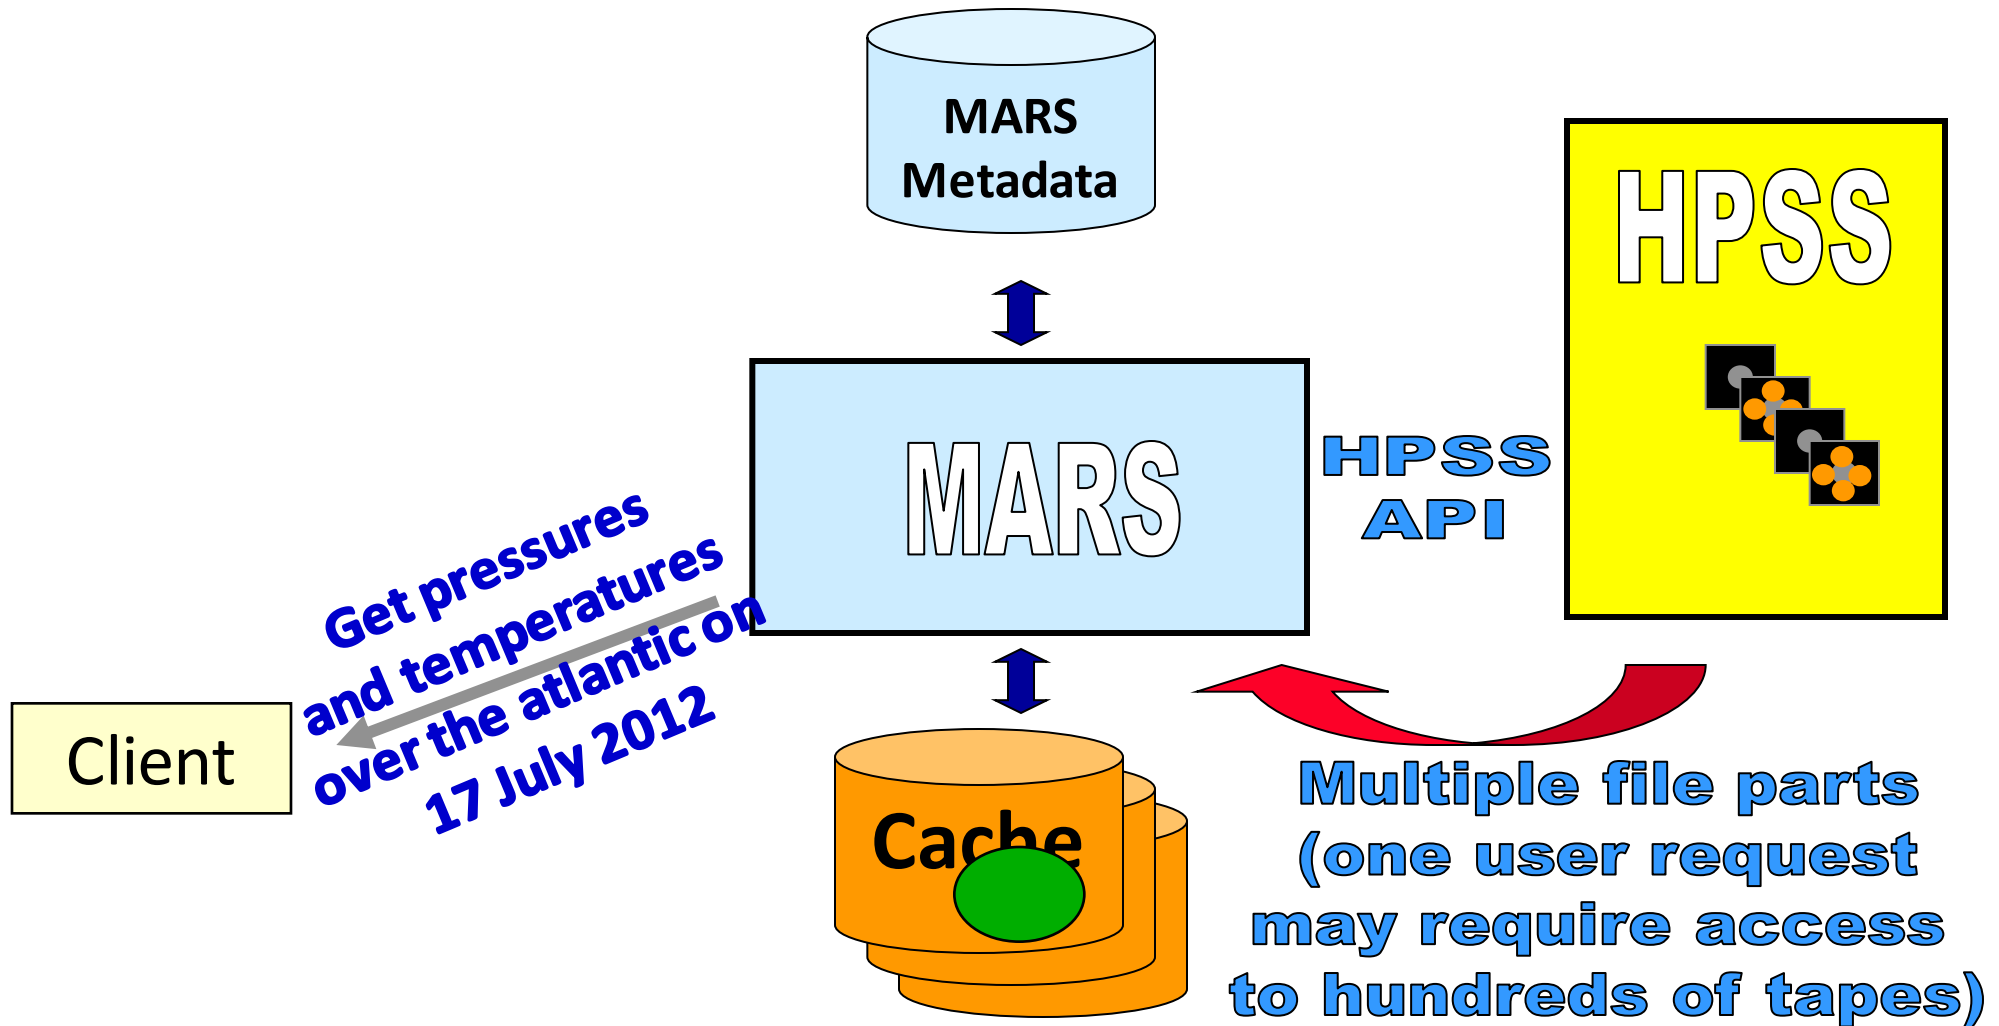 MARS
Metadata
HPSS
MARS
HPSS
API
Get pressures
and temperatures
over the atlantic on
17 July 2012
Client
Cache
Multiple file parts
(one user request
may require access
to hundreds of tapes)